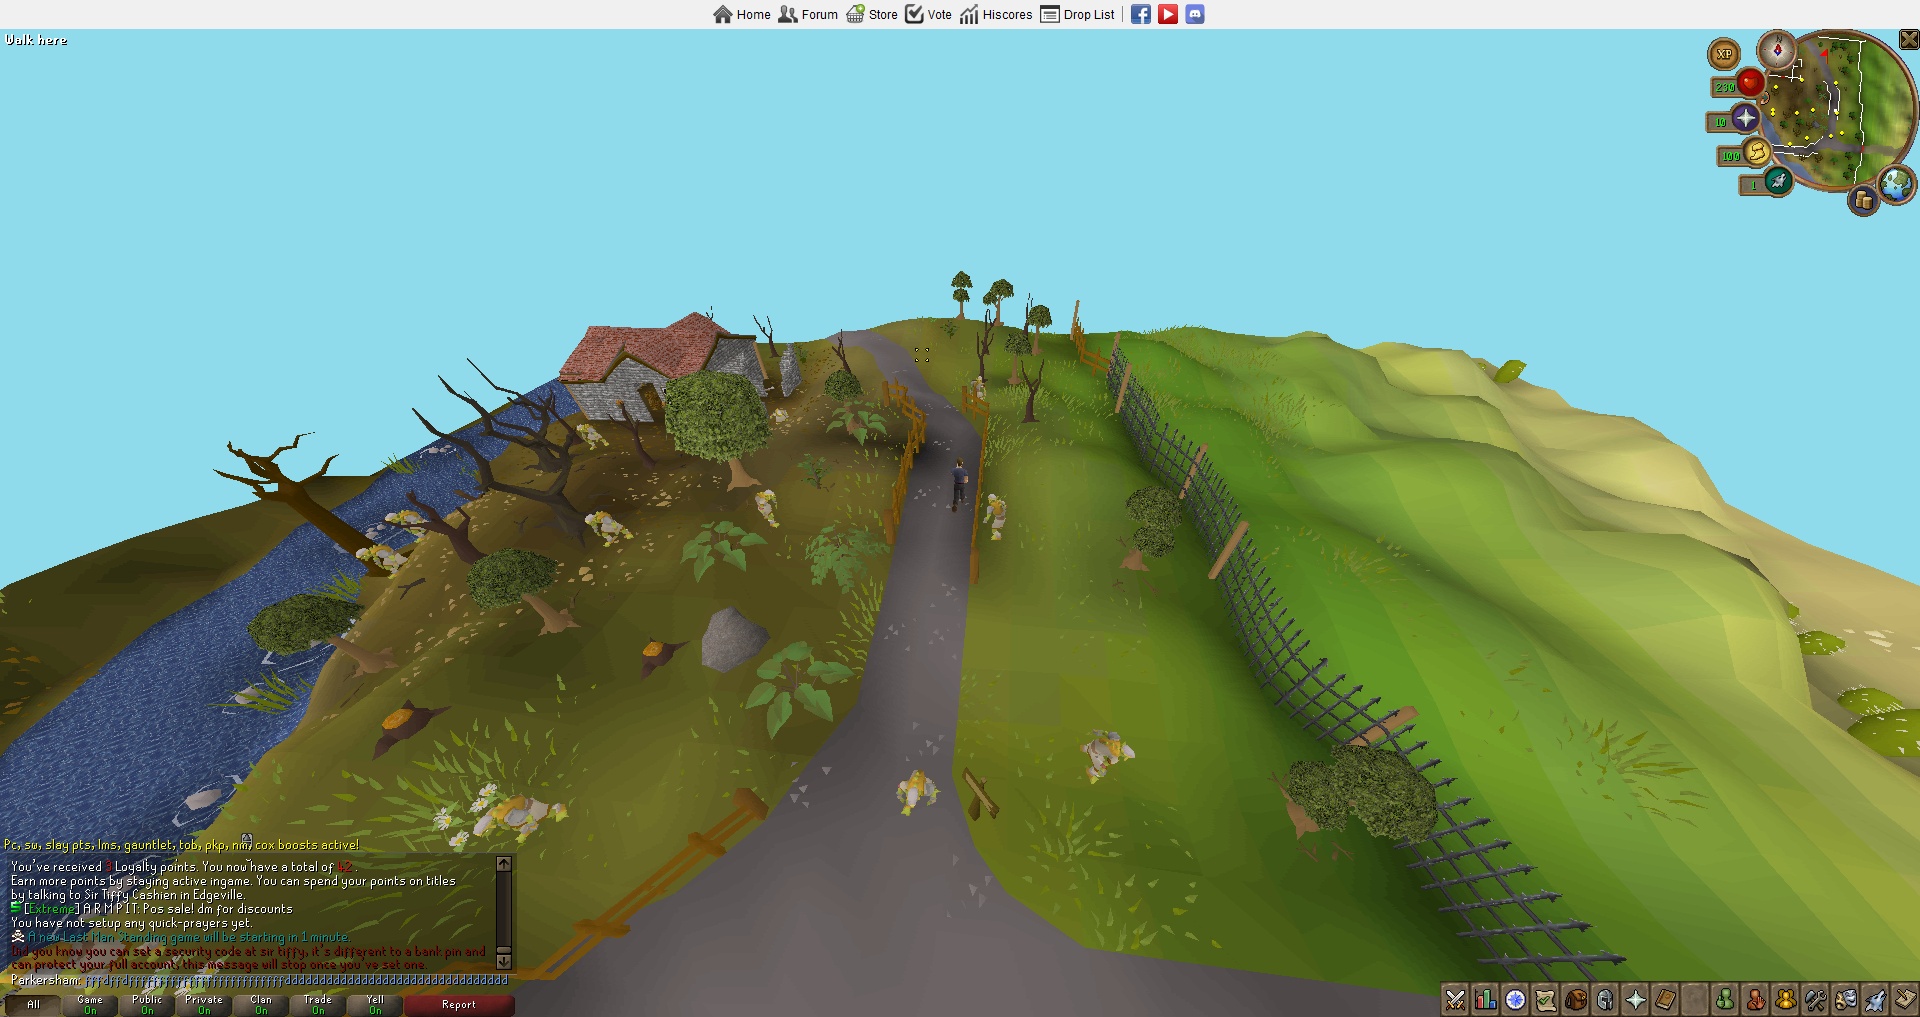 Home Forum Store Vote Hiscores Drop List
Walk here
XP
N
230
10
100
1
Pc, sw, slay pts, lms, gauntlet, tob, pkp, nm, cox boosts active!
You've received 3 Loyalty points. You now have a total of 42.
Earn more points by staying active ingame. You can spend your points on titles
by talking to Sir Tiffy Cashien in Edgeville.
[Extreme] A R M P I T: Pos sale! dm for discounts
You have not setup any quick-prayers yet.
A new Last Man Standing game will be starting in 1 minute.
Did you know you can set a security code at sir tiffy, it's different to a bank pin and
can protect your full account, this message will stop once you've set one.
Parkersham:
All Game Public Private Clan Trade Yell Report
On On On On On On